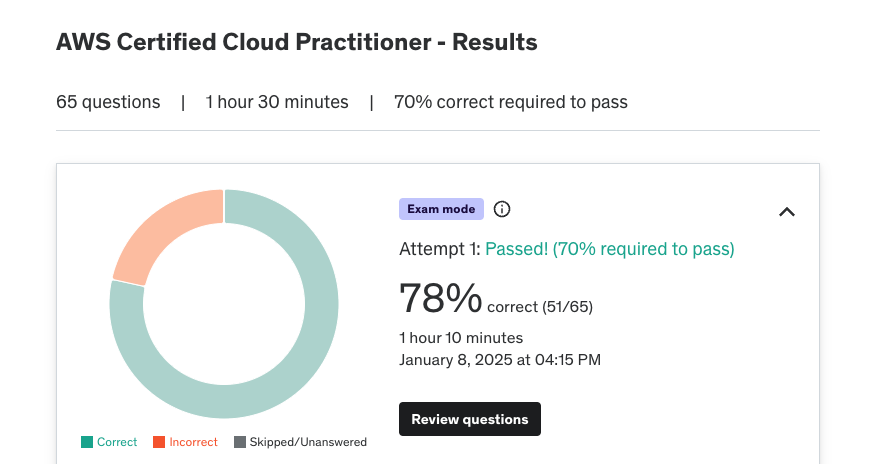 AWS Certified Cloud Practitioner - Results
65 questions | 1 hour 30 minutes | 70% correct required to pass
Exam mode
Attempt 1: Passed! (70% required to pass)
78% correct (51/65)
1 hour 10 minutes
January 8, 2025 at 04:15 PM
Review questions
Correct Incorrect Skipped/Unanswered